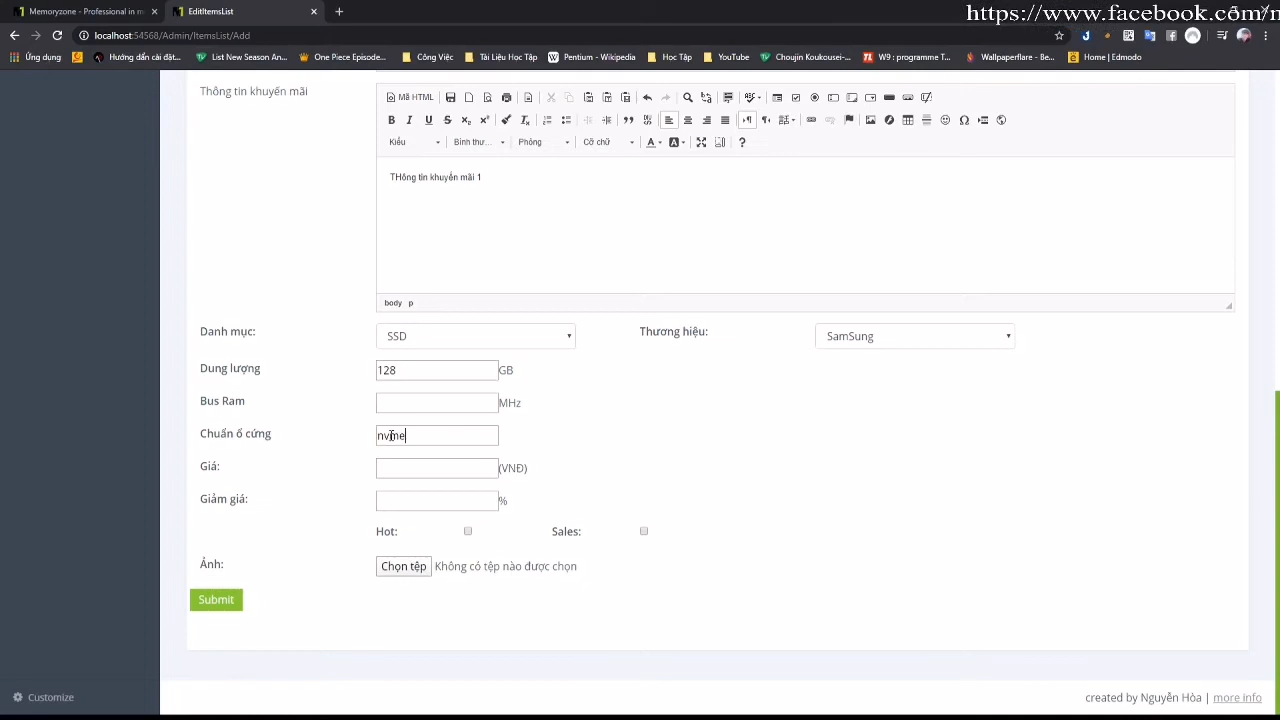 Memoryzone - Professional in m
EditItemsList
https://www.facebook.com/n
localhost:54568/Admin/ItemsList/Add
Ứng dụng
Hướng dẩn cài đặt...
List New Season An...
One Piece Episode...
Công Việc
Tài Liệu Học Tập
Pentium - Wikipedia
Học Tập
YouTube
Choujin Koukousei-...
W9 : programme T...
Wallpaperflare - Be...
Home | Edmodo
Thông tin khuyến mãi
Mã HTML
Kiểu
Bình thư...
Phông
Cỡ chữ
THông tin khuyến mãi 1
body p
Danh mục:
SSD
Thương hiệu:
SamSung
Dung lượng
128
GB
Bus Ram
MHz
Chuẩn ổ cứng
nvme
Giá:
(VNĐ)
Giảm giá:
%
Hot:
Sales:
Ảnh:
Chọn tệp
Không có tệp nào được chọn
Submit
Customize
created by Nguyễn Hòa | more info